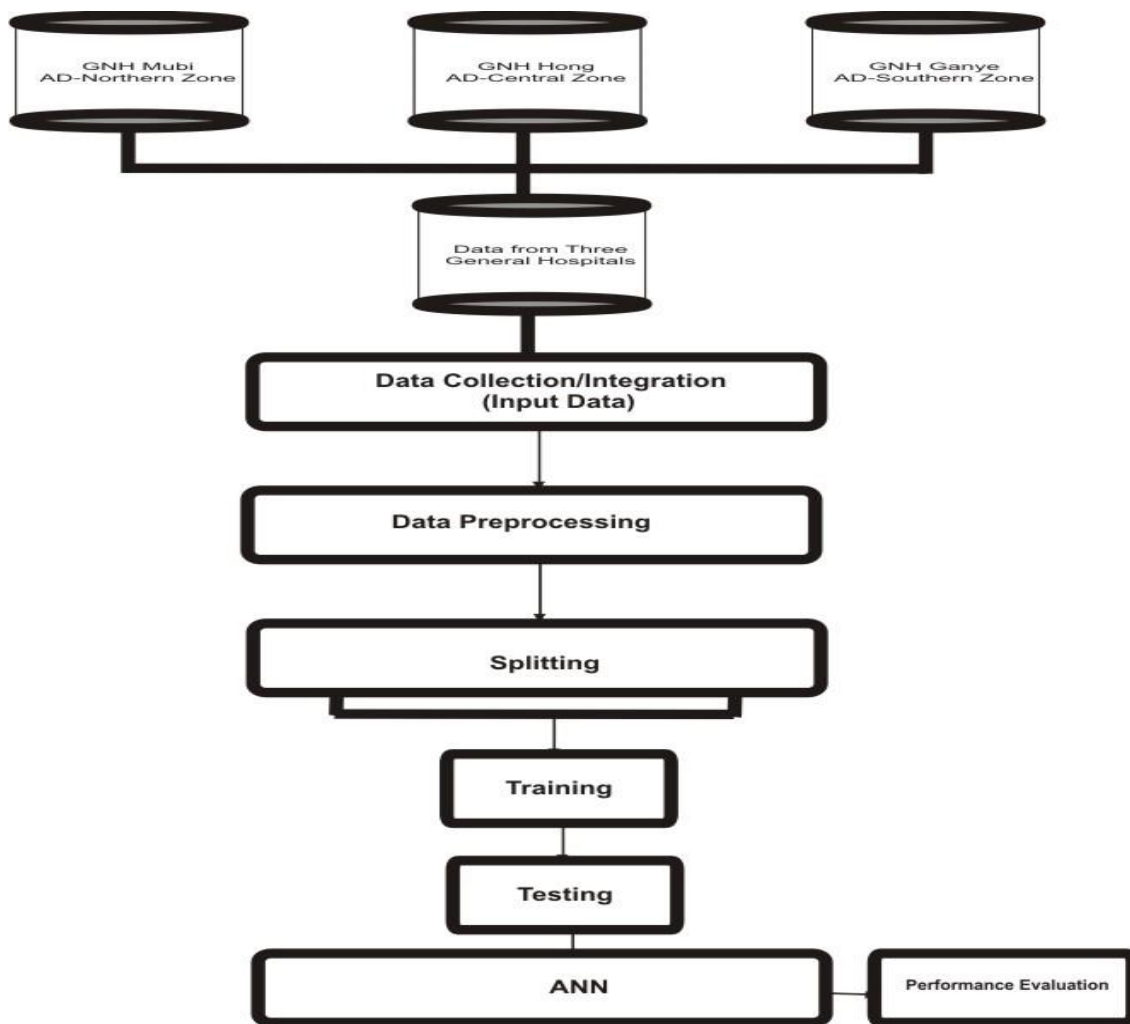 GNH Mubi
AD-Northern Zone
GNH Hong
AD-Central Zone
GNH Ganye
AD-Southern Zone
Data from Three
General Hospitals
Data Collection/Integration
(Input Data)
Data Preprocessing
Splitting
Training
Testing
ANN
Performance Evaluation